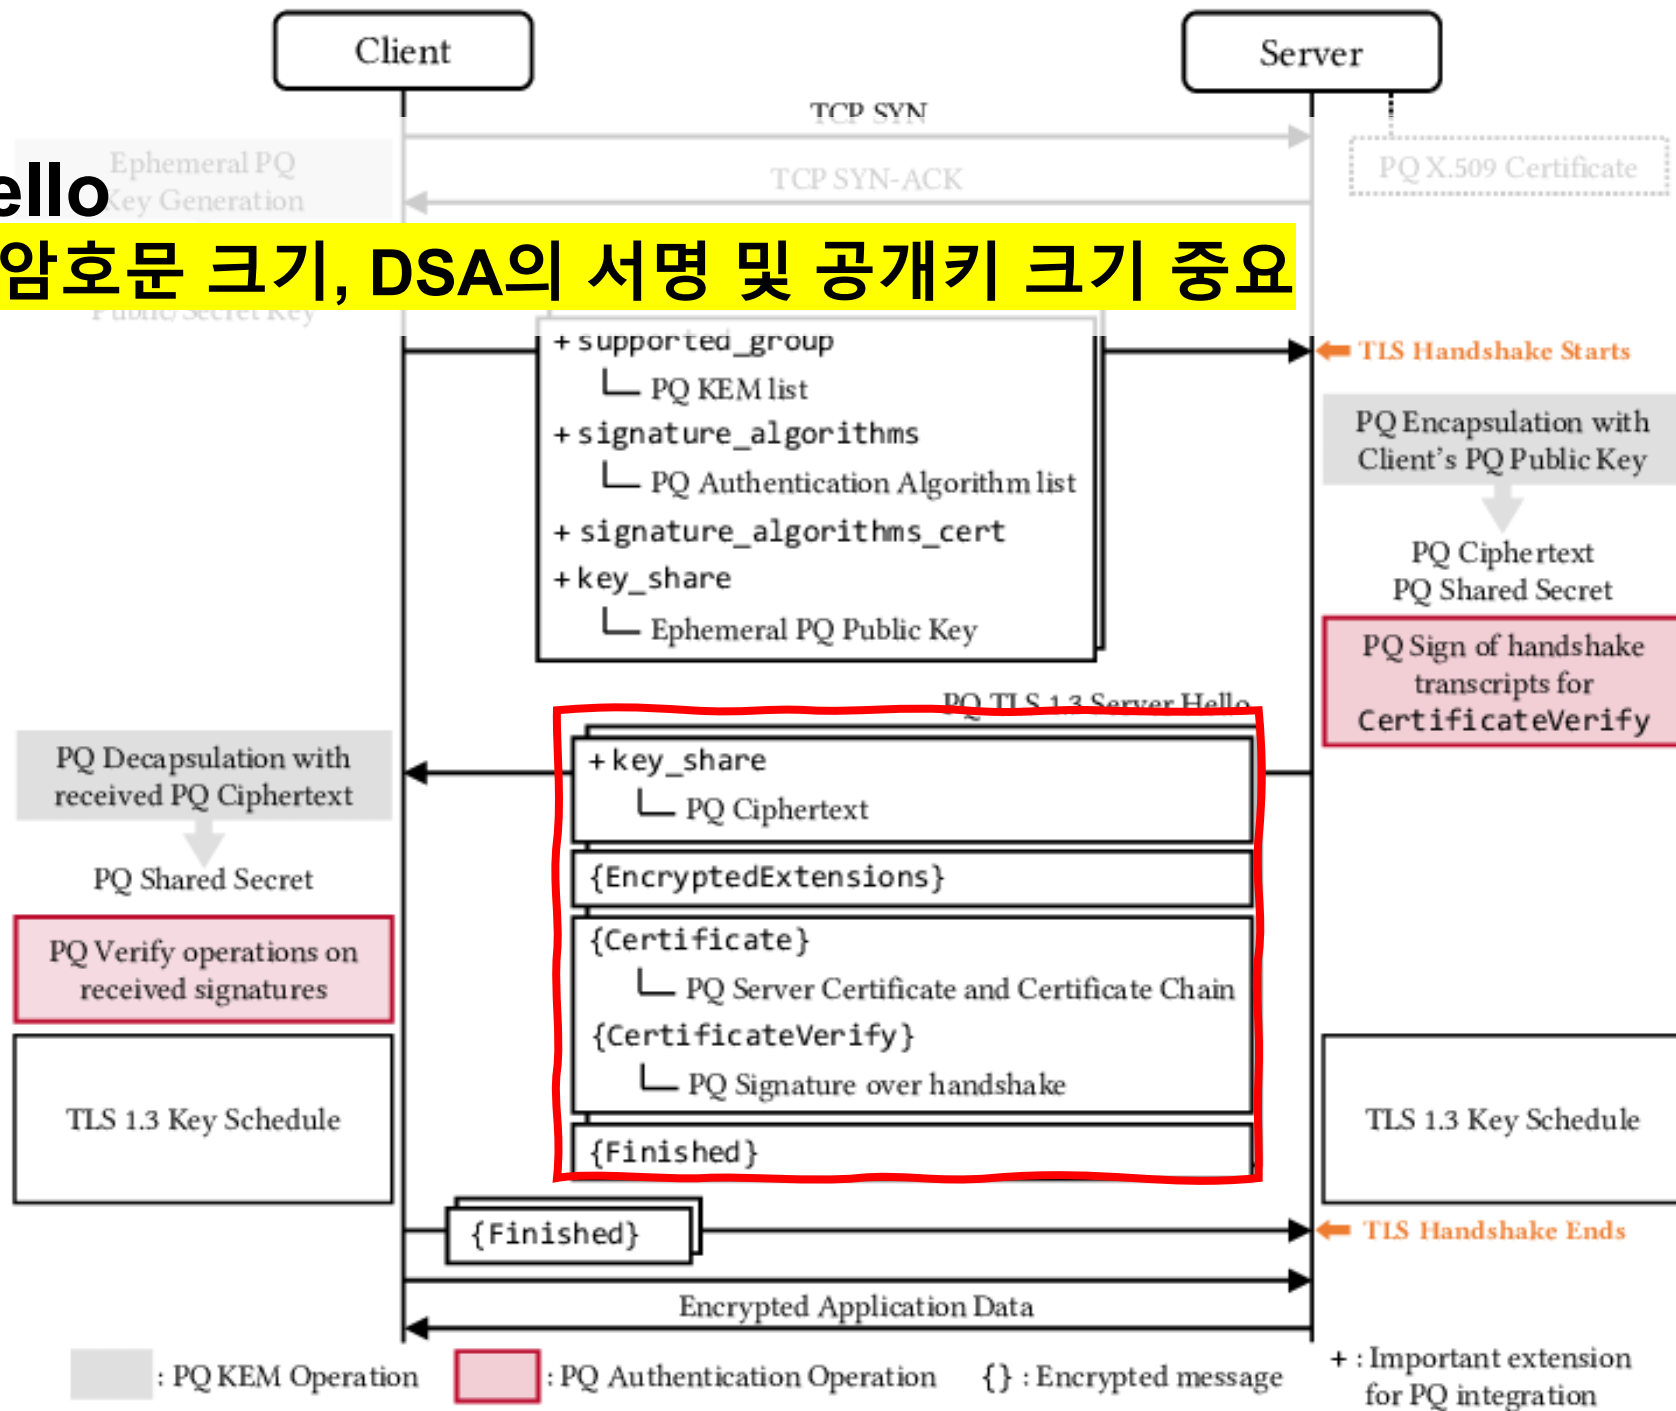 Client
Server
TCP SYN
Ephemeral PQ
Key Generation
PQ X.509 Certificate
TCP SYN-ACK
ello
암호문 크기, DSA의 서명 및 공개키 크기 중요
Public/Secret Key
+ supported_group
PQ KEM list
+ signature_algorithms
PQ Authentication Algorithm list
+ signature_algorithms_cert
+ key_share
Ephemeral PQ Public Key
TLS Handshake Starts
PQ Encapsulation with
Client's PQ Public Key
PQ Ciphertext
PQ Shared Secret
PQ Sign of handshake
transcripts for
CertificateVerify
PQ TLS 1.3 Server Hello
+ key_share
PQ Ciphertext
{EncryptedExtensions}
{Certificate}
PQ Server Certificate and Certificate Chain
{CertificateVerify}
PQ Signature over handshake
{Finished}
PQ Decapsulation with
received PQ Ciphertext
PQ Shared Secret
PQ Verify operations on
received signatures
TLS 1.3 Key Schedule
TLS 1.3 Key Schedule
{Finished}
TLS Handshake Ends
Encrypted Application Data
: PQ KEM Operation
: PQ Authentication Operation
{} : Encrypted message
+ : Important extension
for PQ integration